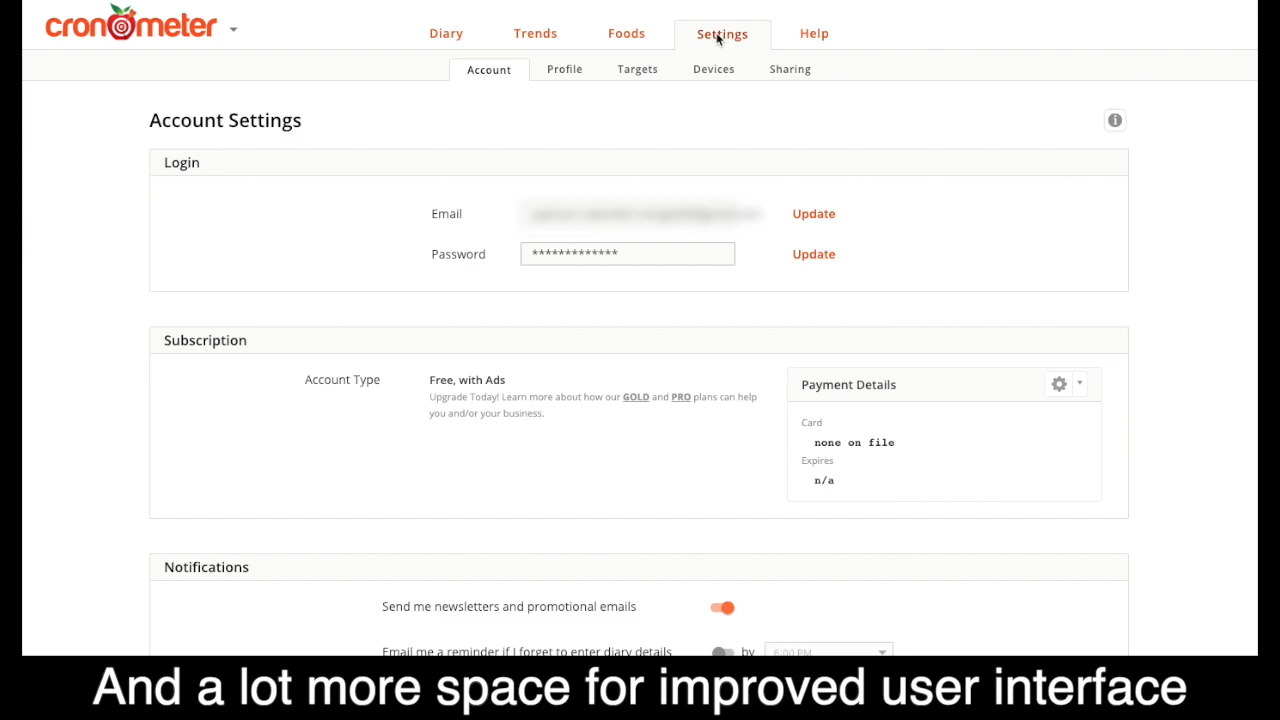 cronometer
Diary Trends Foods Settings Help
Account Profile Targets Devices Sharing
Account Settings
Login
Email Update
Password ************* Update
Subscription
Account Type Free, with Ads
Upgrade Today! Learn more about how our GOLD and PRO plans can help
you and/or your business.
Payment Details
Card
none on file
Expires
n/a
Notifications
Send me newsletters and promotional emails
Email me a reminder if I forget to enter diary details by 6:00 PM
And a lot more space for improved user interface